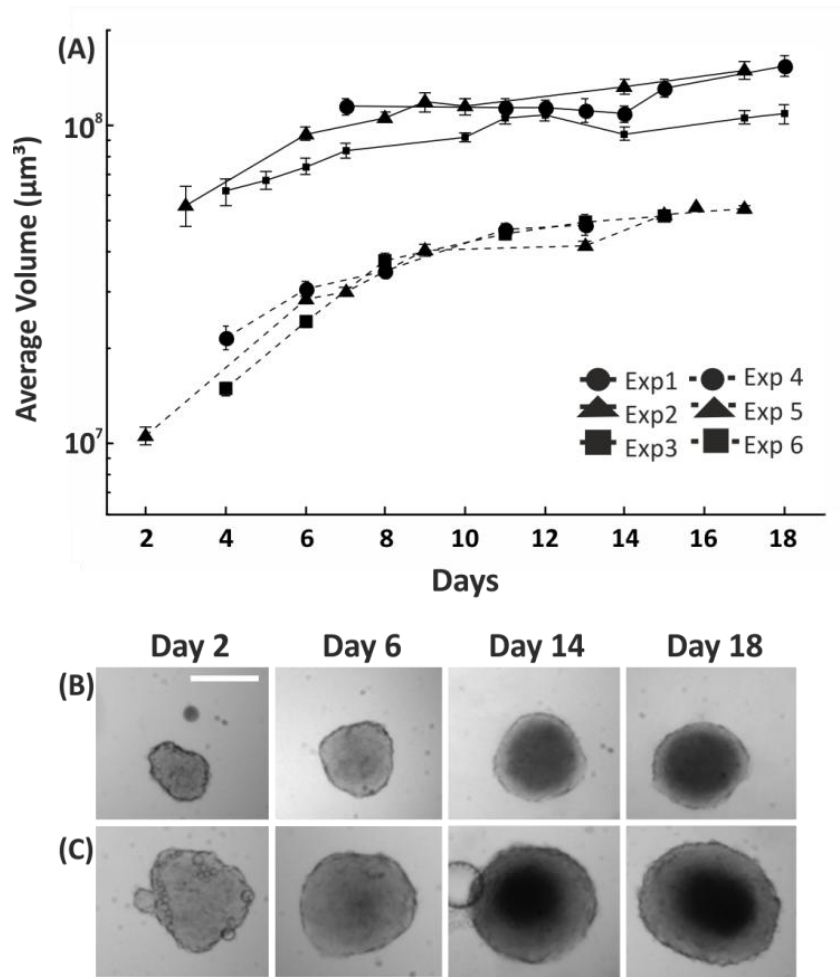 (A)
Average Volume (µm³)
10⁸
10⁷
Exp1 Exp 4
Exp2 Exp 5
Exp3 Exp 6
2 4 6 8 10 12 14 16 18
Days
Day 2 Day 6 Day 14 Day 18
(B)
(C)